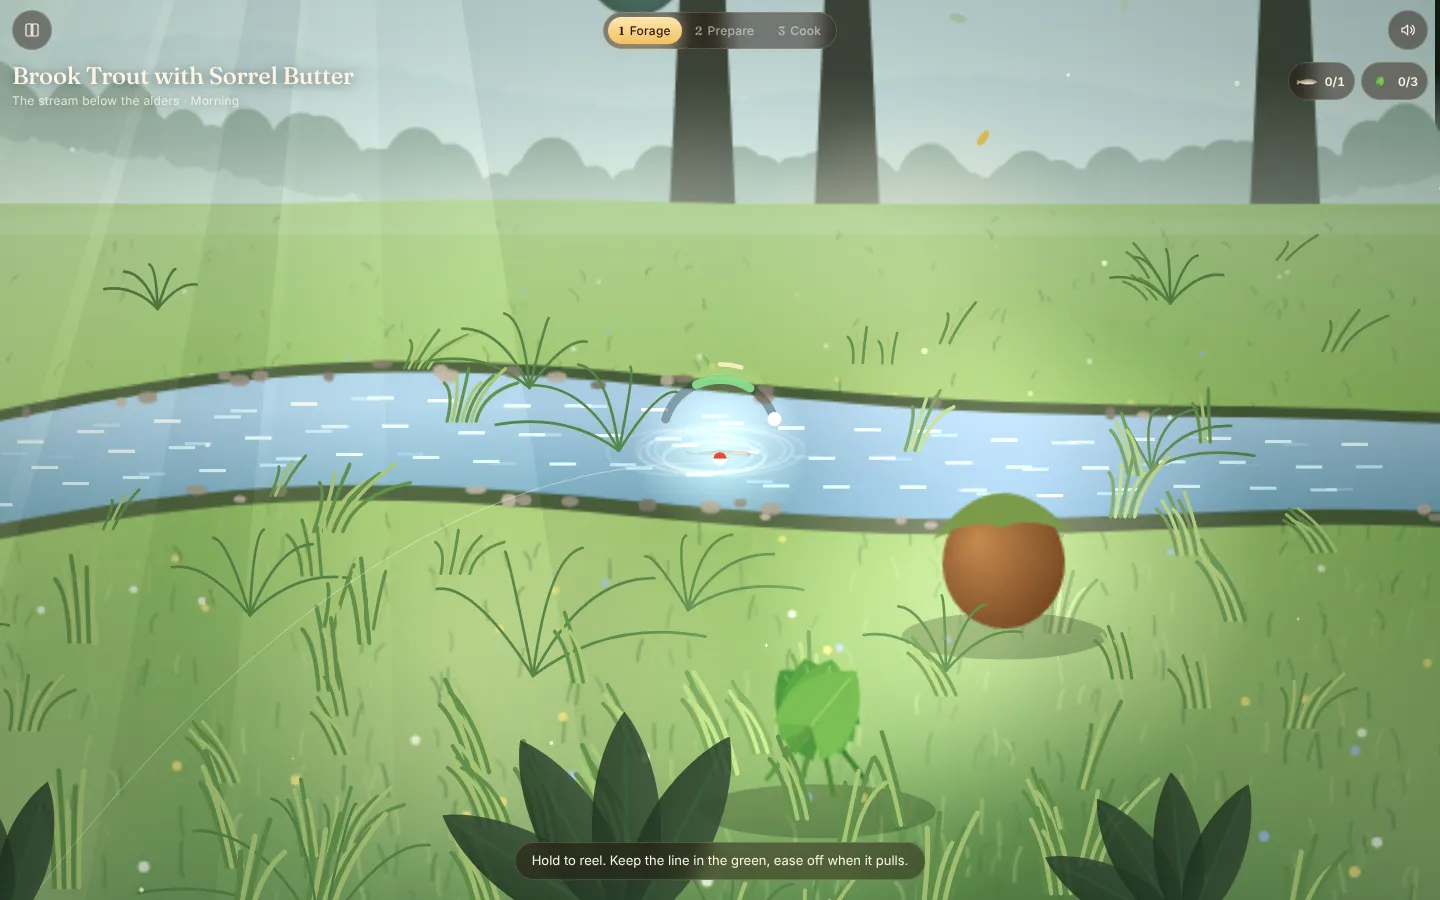 1 Forage
2 Prepare
3 Cook
Brook Trout with Sorrel Butter
The stream below the alders · Morning
0/1
0/3
Hold to reel. Keep the line in the green, ease off when it pulls.